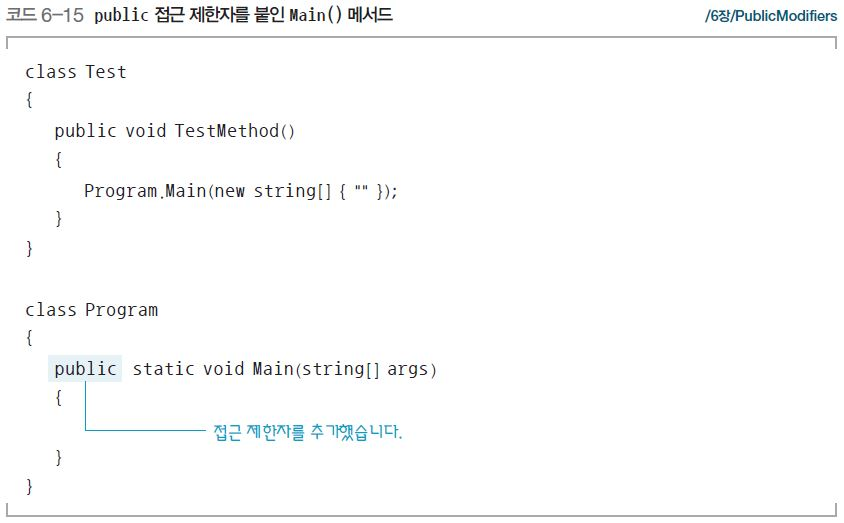 코드 6-15 public 접근 제한자를 붙인 Main() 메서드 /6장/PublicModifiers
class Test
{
public void TestMethod()
{
Program.Main(new string[] { "" });
}
}
class Program
{
public static void Main(string[] args)
{
접근 제한자를 추가했습니다.
}
}